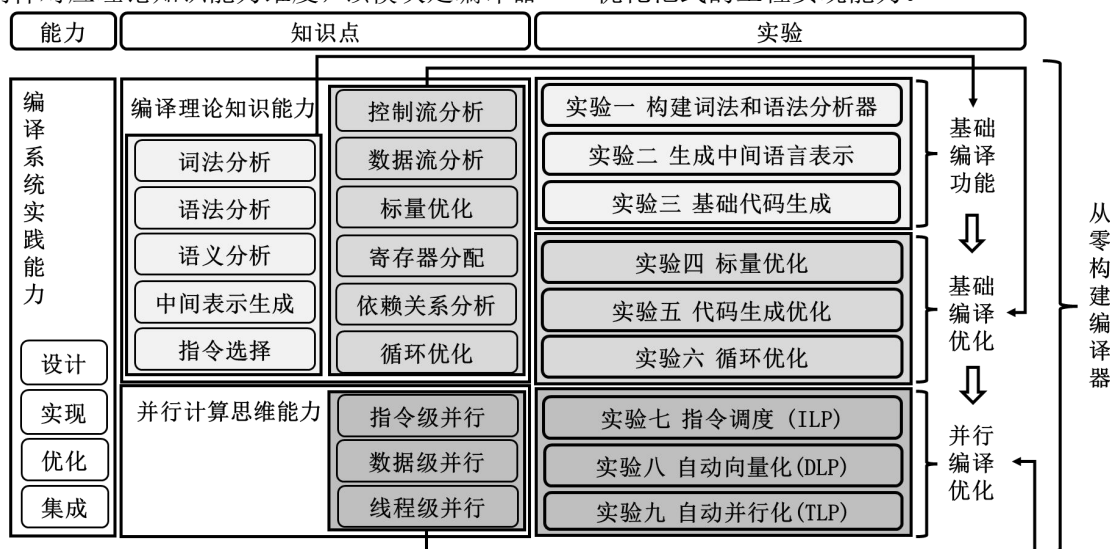 能力
知识点
实验
编译系统实践能力
设计
实现
优化
集成
编译理论知识能力
词法分析
语法分析
语义分析
中间表示生成
指令选择
控制流分析
数据流分析
标量优化
寄存器分配
依赖关系分析
循环优化
并行计算思维能力
指令级并行
数据级并行
线程级并行
实验一 构建词法和语法分析器
实验二 生成中间语言表示
实验三 基础代码生成
实验四 标量优化
实验五 代码生成优化
实验六 循环优化
实验七 指令调度 (ILP)
实验八 自动向量化(DLP)
实验九 自动并行化(TLP)
基础
编译
功能
基础
编译
优化
并行
编译
优化
从零构建编译器